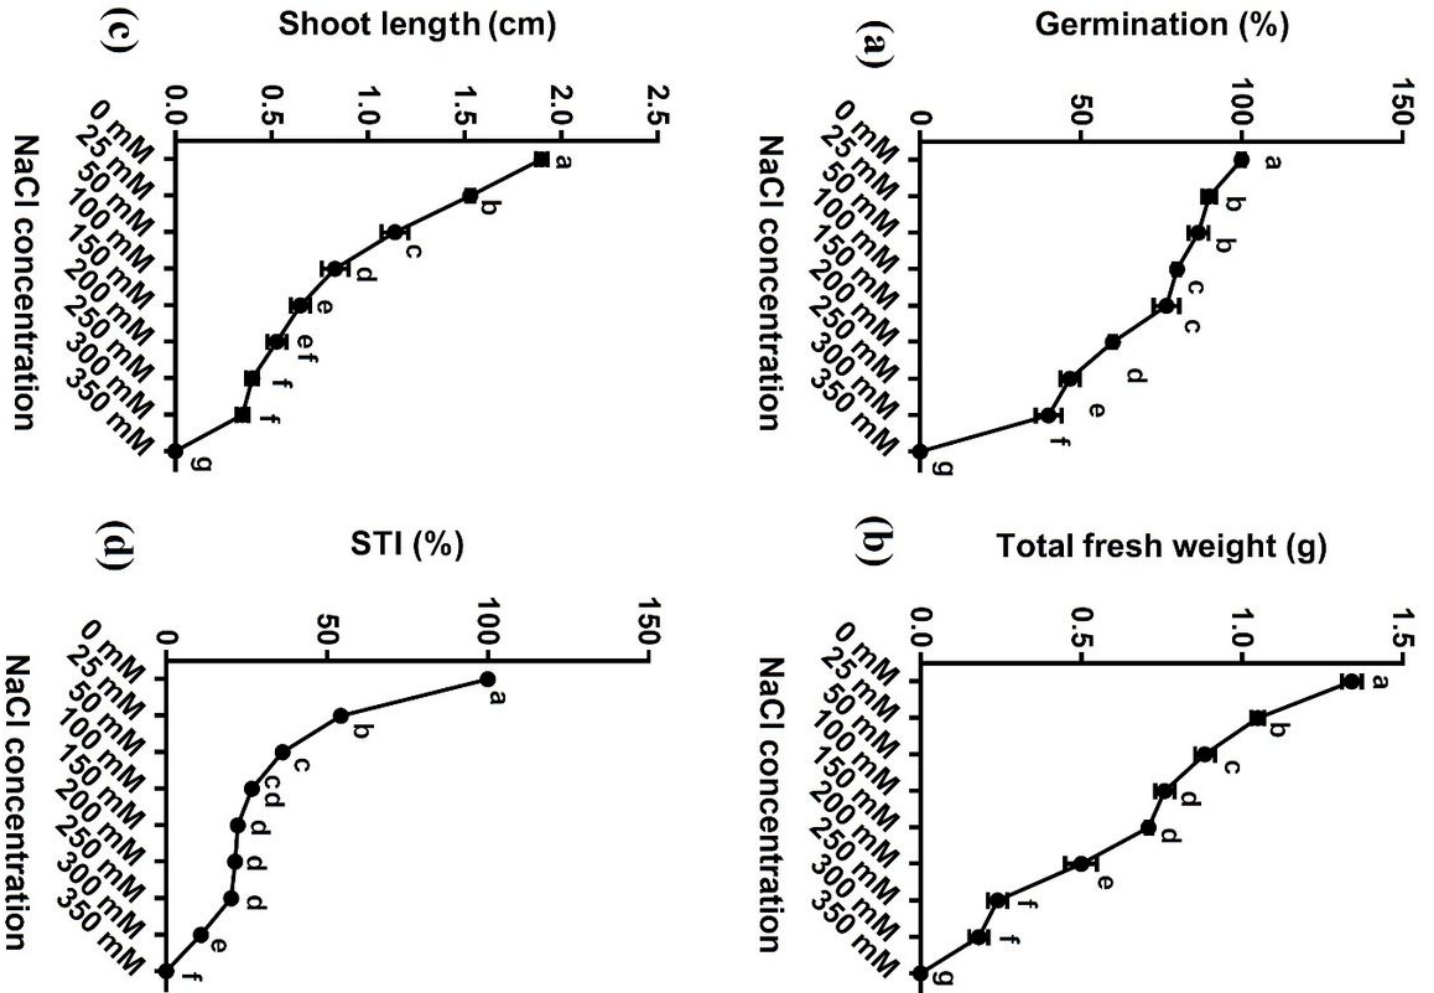 Germination (%)
150
100
50
0
a
b
b
c
c
d
e
f
g
0 mM
25 mM
50 mM
100 mM
150 mM
200 mM
250 mM
300 mM
350 mM
NaCl concentration
(a)
Total fresh weight (g)
1.5
1.0
0.5
0.0
a
b
c
d
d
e
f
f
g
0 mM
25 mM
50 mM
100 mM
150 mM
200 mM
250 mM
300 mM
350 mM
NaCl concentration
(b)
Shoot length (cm)
2.5
2.0
1.5
1.0
0.5
0.0
a
b
c
d
e
ef
f
f
g
0 mM
25 mM
50 mM
100 mM
150 mM
200 mM
250 mM
300 mM
350 mM
NaCl concentration
(c)
STI (%)
150
100
50
0
a
b
c
cd
d
d
d
e
f
0 mM
25 mM
50 mM
100 mM
150 mM
200 mM
250 mM
300 mM
350 mM
NaCl concentration
(d)